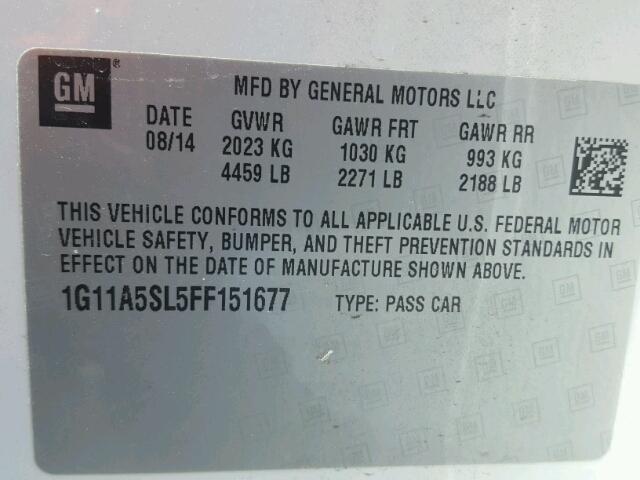 GM ®
MFD BY GENERAL MOTORS LLC
DATE GVWR GAWR FRT GAWR RR
08/14 2023 KG 1030 KG 993 KG
4459 LB 2271 LB 2188 LB
THIS VEHICLE CONFORMS TO ALL APPLICABLE U.S. FEDERAL MOTOR
VEHICLE SAFETY, BUMPER, AND THEFT PREVENTION STANDARDS IN
EFFECT ON THE DATE OF MANUFACTURE SHOWN ABOVE.
1G11A5SL5FF151677 TYPE: PASS CAR